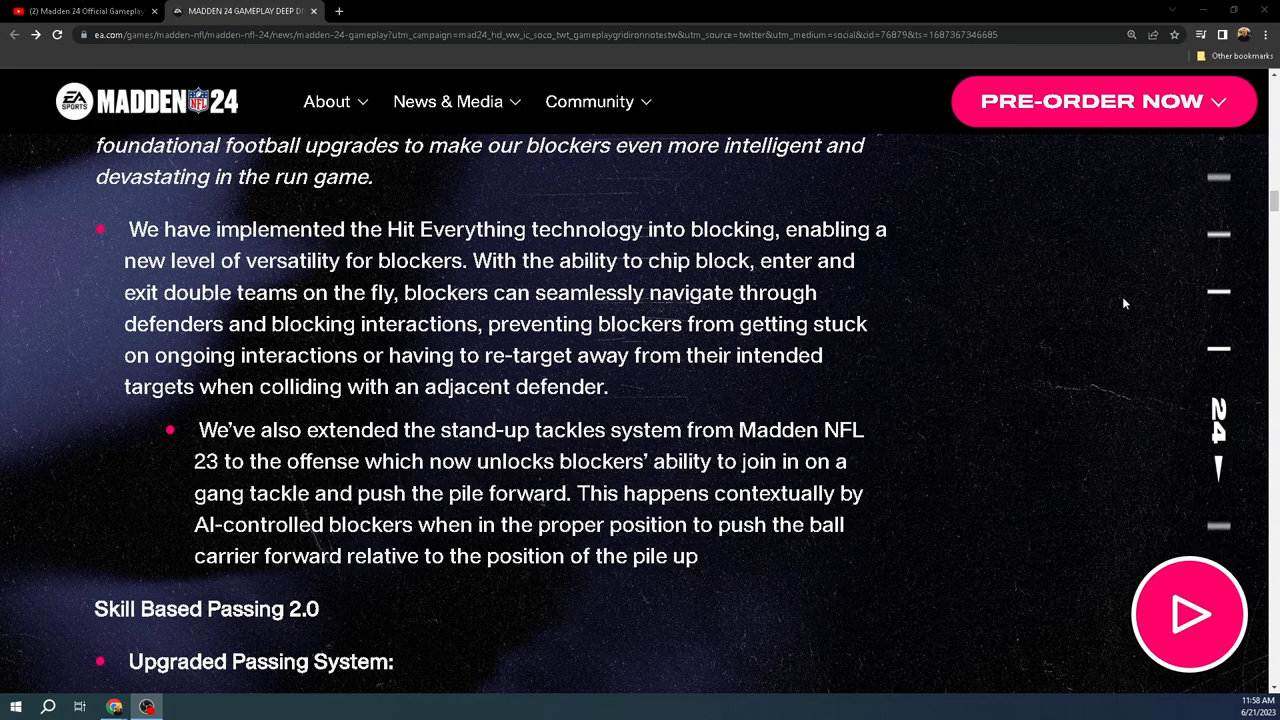 (2) Madden 24 Official Gameplay
MADDEN 24 GAMEPLAY DEEP DI
ea.com/games/madden-nfl/madden-nfl-24/news/madden-24-gameplay?utm_campaign=mad24_hd_ww_ic_soco_twt_gameplaygridironnotestw&utm_source=twitter&utm_medium=social&cid=76879&ts=1687367346685
Other bookmarks
EA SPORTS MADDEN NFL 24
About
News & Media
Community
PRE-ORDER NOW
foundational football upgrades to make our blockers even more intelligent and
devastating in the run game.
We have implemented the Hit Everything technology into blocking, enabling a
new level of versatility for blockers. With the ability to chip block, enter and
exit double teams on the fly, blockers can seamlessly navigate through
defenders and blocking interactions, preventing blockers from getting stuck
on ongoing interactions or having to re-target away from their intended
targets when colliding with an adjacent defender.
We’ve also extended the stand-up tackles system from Madden NFL
23 to the offense which now unlocks blockers’ ability to join in on a
gang tackle and push the pile forward. This happens contextually by
AI-controlled blockers when in the proper position to push the ball
carrier forward relative to the position of the pile up
24
Skill Based Passing 2.0
Upgraded Passing System:
11:58 AM
6/21/2023